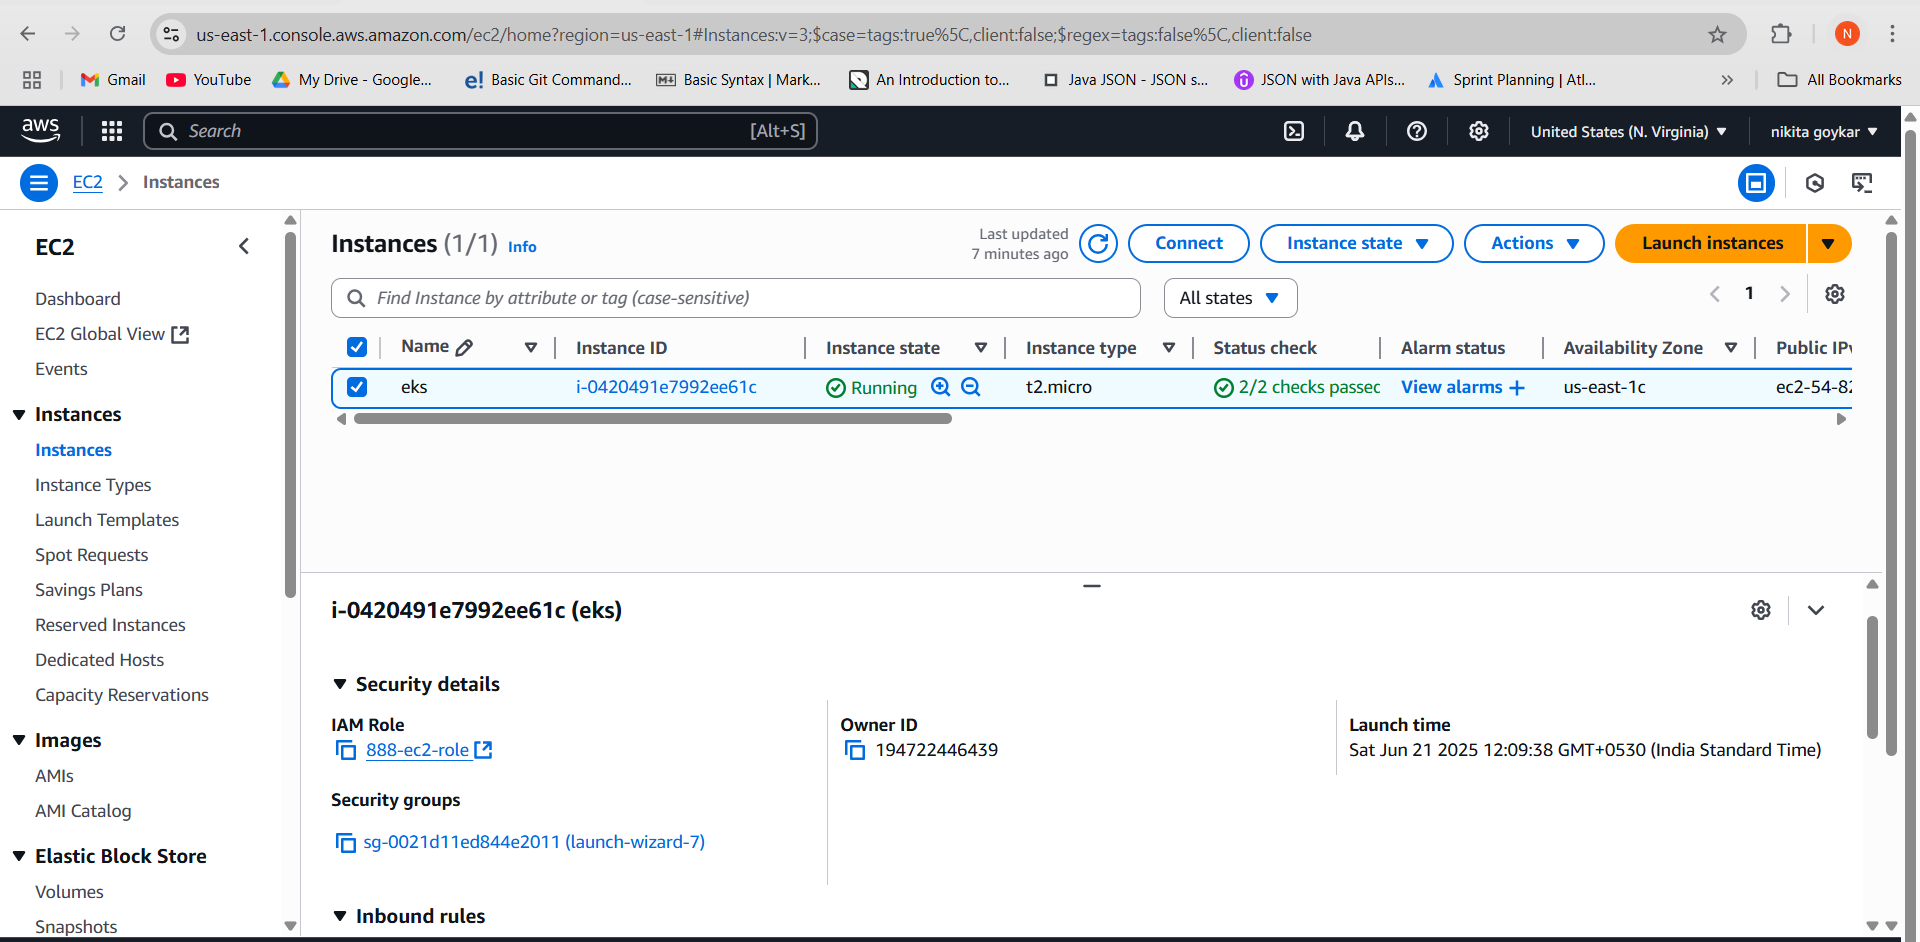 us-east-1.console.aws.amazon.com/ec2/home?region=us-east-1#Instances:v=3;$case=tags:true%5C,client:false;$regex=tags:false%5C,client:false
N
Gmail YouTube My Drive - Google... e! Basic Git Command... Basic Syntax | Mark... An Introduction to... Java JSON - JSON s... JSON with Java APIs... Sprint Planning | Atl... All Bookmarks
aws Search [Alt+S] United States (N. Virginia) nikita goykar
EC2 Instances
EC2
Dashboard
EC2 Global View
Events
Instances
Instances
Instance Types
Launch Templates
Spot Requests
Savings Plans
Reserved Instances
Dedicated Hosts
Capacity Reservations
Images
AMIs
AMI Catalog
Elastic Block Store
Volumes
Snapshots
Instances (1/1) Info
Last updated
7 minutes ago
Connect Instance state Actions Launch instances
Find Instance by attribute or tag (case-sensitive) All states 1
Name Instance ID Instance state Instance type Status check Alarm status Availability Zone Public IPv
eks i-0420491e7992ee61c Running t2.micro 2/2 checks passec View alarms + us-east-1c ec2-54-82
i-0420491e7992ee61c (eks)
Security details
IAM Role Owner ID Launch time
888-ec2-role 194722446439 Sat Jun 21 2025 12:09:38 GMT+0530 (India Standard Time)
Security groups
sg-0021d11ed844e2011 (launch-wizard-7)
Inbound rules